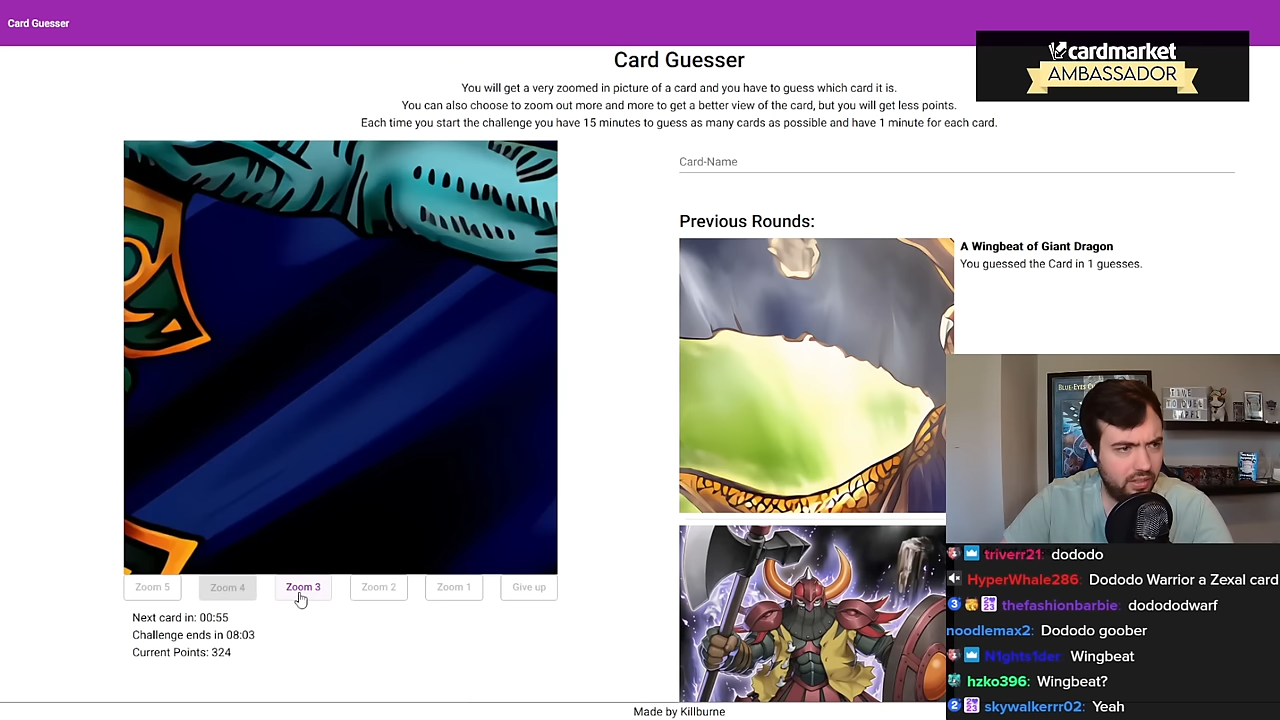 Card Guesser
cardmarket
AMBASSADOR
Card Guesser
You will get a very zoomed in picture of a card and you have to guess which card it is.
You can also choose to zoom out more and more to get a better view of the card, but you will get less points.
Each time you start the challenge you have 15 minutes to guess as many cards as possible and have 1 minute for each card.
Card-Name
Previous Rounds:
A Wingbeat of Giant Dragon
You guessed the Card in 1 guesses.
Zoom 5
Zoom 4
Zoom 3
Zoom 2
Zoom 1
Give up
Next card in: 00:55
Challenge ends in 08:03
Current Points: 324
BLUE-EYES
triverr21: dododo
HyperWhale286: Dododo Warrior a Zexal card
thefashionbarbie: dodododwarf
noodlemax2: Dododo goober
N1ghts1der Wingbeat
hzko396: Wingbeat?
skywalkerrr02: Yeah
Made by Killburne